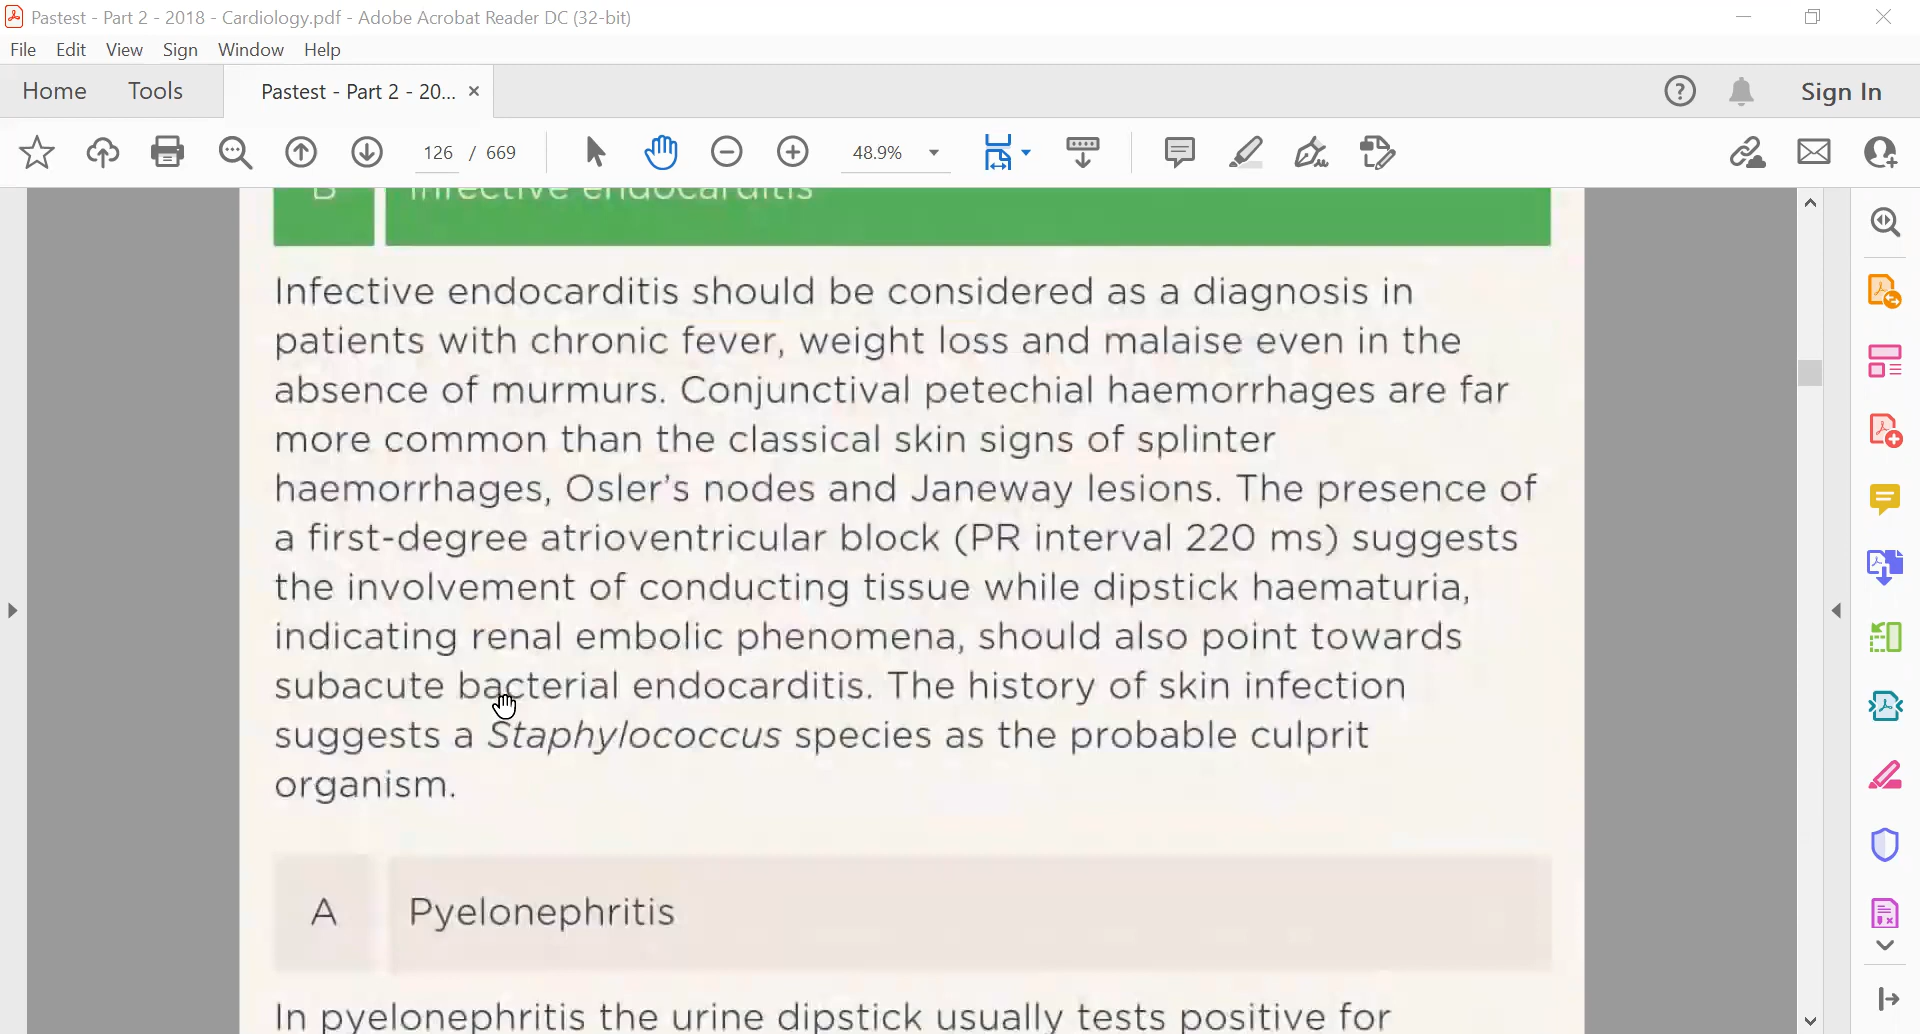 Pastest - Part 2 - 2018 - Cardiology.pdf - Adobe Acrobat Reader DC (32-bit)
File Edit View Sign Window Help
Home Tools Pastest - Part 2 - 20... × Sign In
126 / 669 48.9%
B Infective endocarditis
Infective endocarditis should be considered as a diagnosis in
patients with chronic fever, weight loss and malaise even in the
absence of murmurs. Conjunctival petechial haemorrhages are far
more common than the classical skin signs of splinter
haemorrhages, Osler's nodes and Janeway lesions. The presence of
a first-degree atrioventricular block (PR interval 220 ms) suggests
the involvement of conducting tissue while dipstick haematuria,
indicating renal embolic phenomena, should also point towards
subacute bacterial endocarditis. The history of skin infection
suggests a Staphylococcus species as the probable culprit
organism.
A Pyelonephritis
In pyelonephritis the urine dipstick usually tests positive for